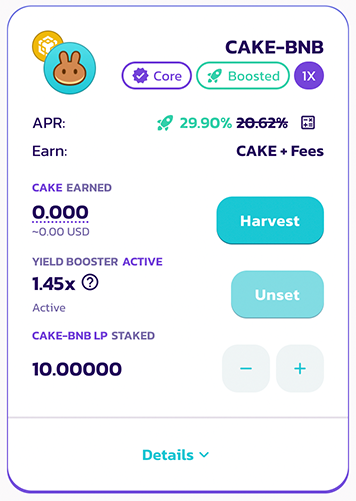 CAKE-BNB
Core
Boosted
1X
APR:
29.90% 20.62%
Earn:
CAKE + Fees
CAKE EARNED
0.000
~0.00 USD
Harvest
YIELD BOOSTER ACTIVE
1.45x ?
Active
Unset
CAKE-BNB LP STAKED
10.00000
− +
Details